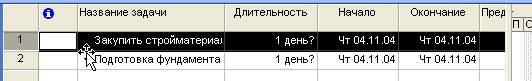 Название задачи Длительность Начало Окончание Пред
П С
1 Закупить стройматериал 1 день? Чт 04.11.04 Чт 04.11.04
2 Подготовка фундамента 1 день? Чт 04.11.04 Чт 04.11.04